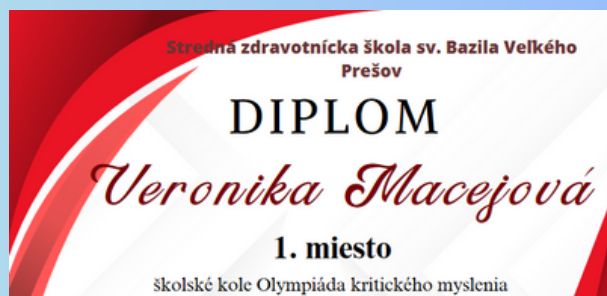 Stredná zdravotnícka škola sv. Bazila Veľkého
Prešov
DIPLOM
Veronika Macejová
1. miesto
školské kole Olympiáda kritického myslenia